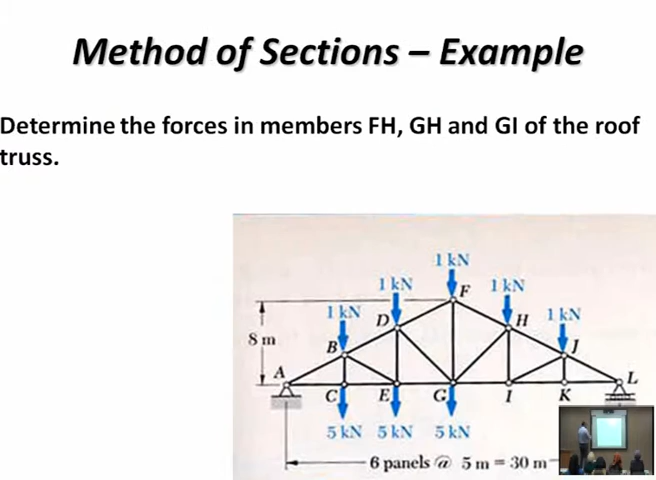 Method of Sections – Example
Determine the forces in members FH, GH and GI of the roof
truss.
1 kN
F
1 kN
1 kN
D
H
1 kN
1 kN
B
J
8 m
A
L
C
E
G
I
K
5 kN 5 kN 5 kN
6 panels @ 5 m = 30 m